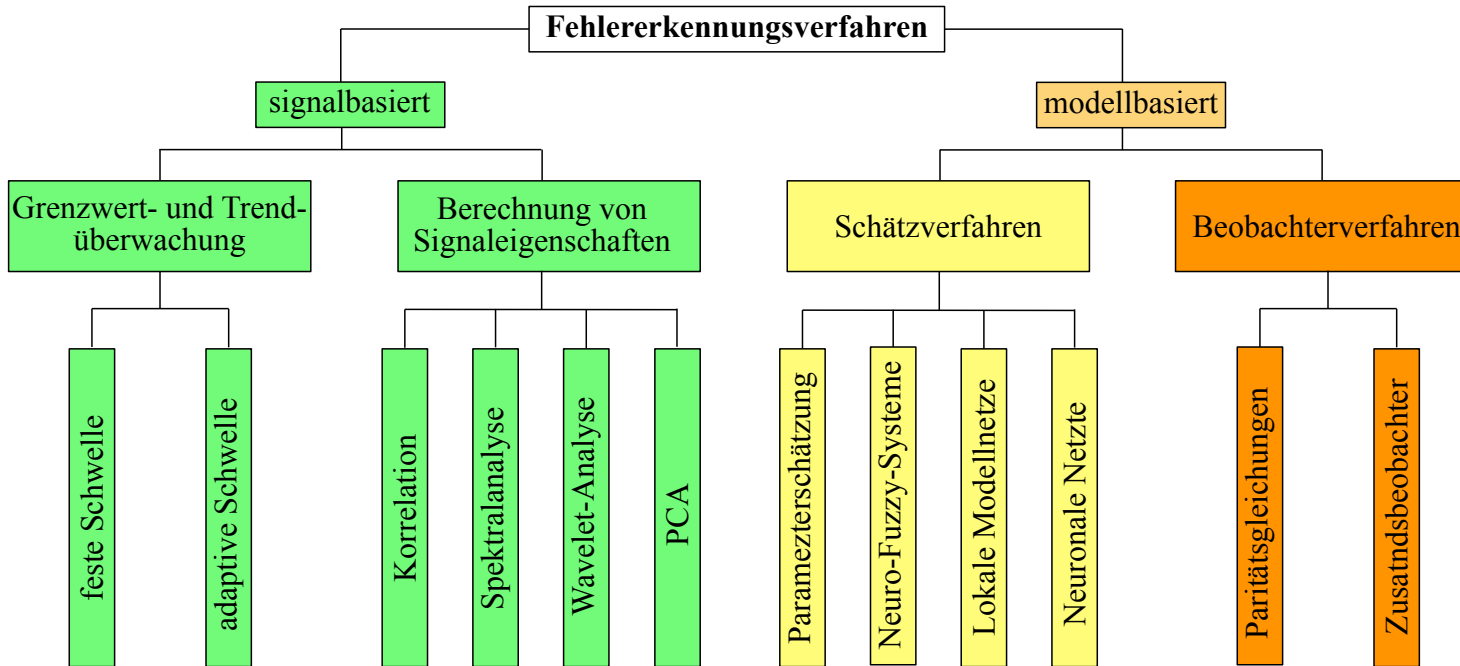 Fehlererkennungsverfahren
signalbasiert
modellbasiert
Grenzwert- und Trend-
überwachung
Berechnung von
Signaleigenschaften
Schätzverfahren
Beobachterverfahren
feste Schwelle
adaptive Schwelle
Korrelation
Spektralanalyse
Wavelet-Analyse
PCA
Paramezterschätzung
Neuro-Fuzzy-Systeme
Lokale Modellnetze
Neuronale Netzte
Paritätsgleichungen
Zusatndsbeobachter